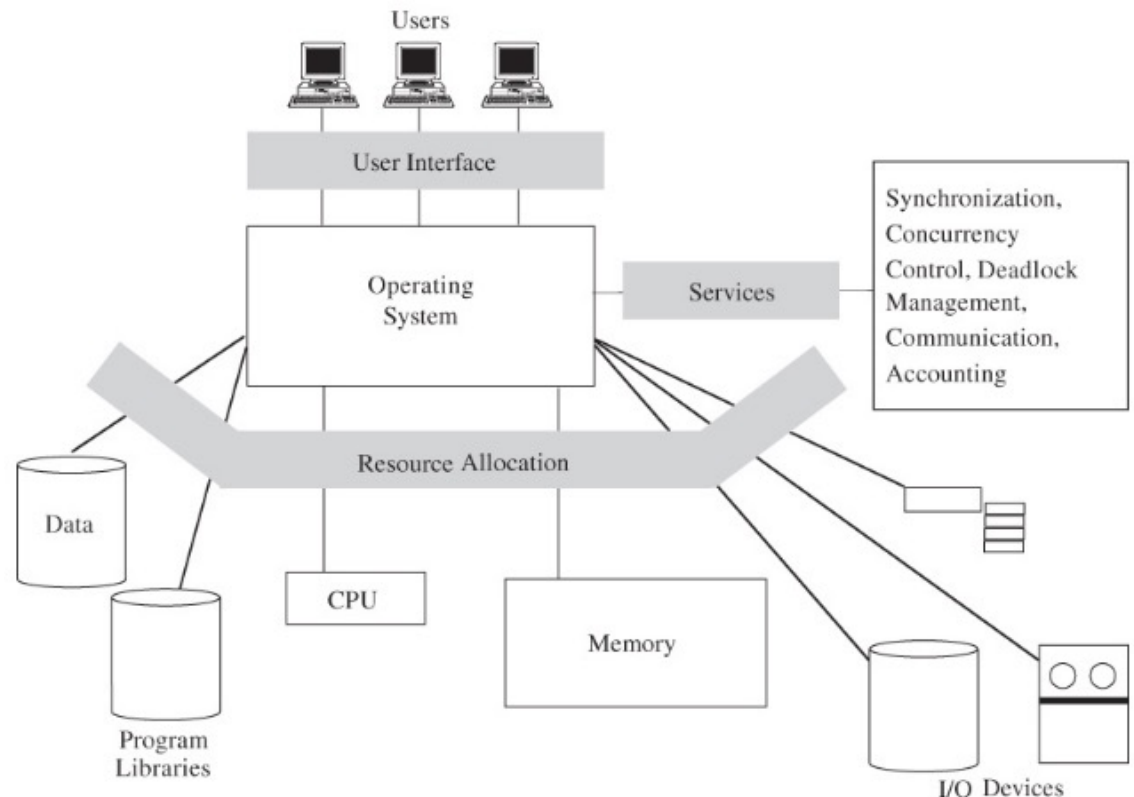 Users
User Interface
Operating
System
Services
Synchronization,
Concurrency
Control, Deadlock
Management,
Communication,
Accounting
Resource Allocation
Data
CPU
Memory
Program
Libraries
I/O Devices